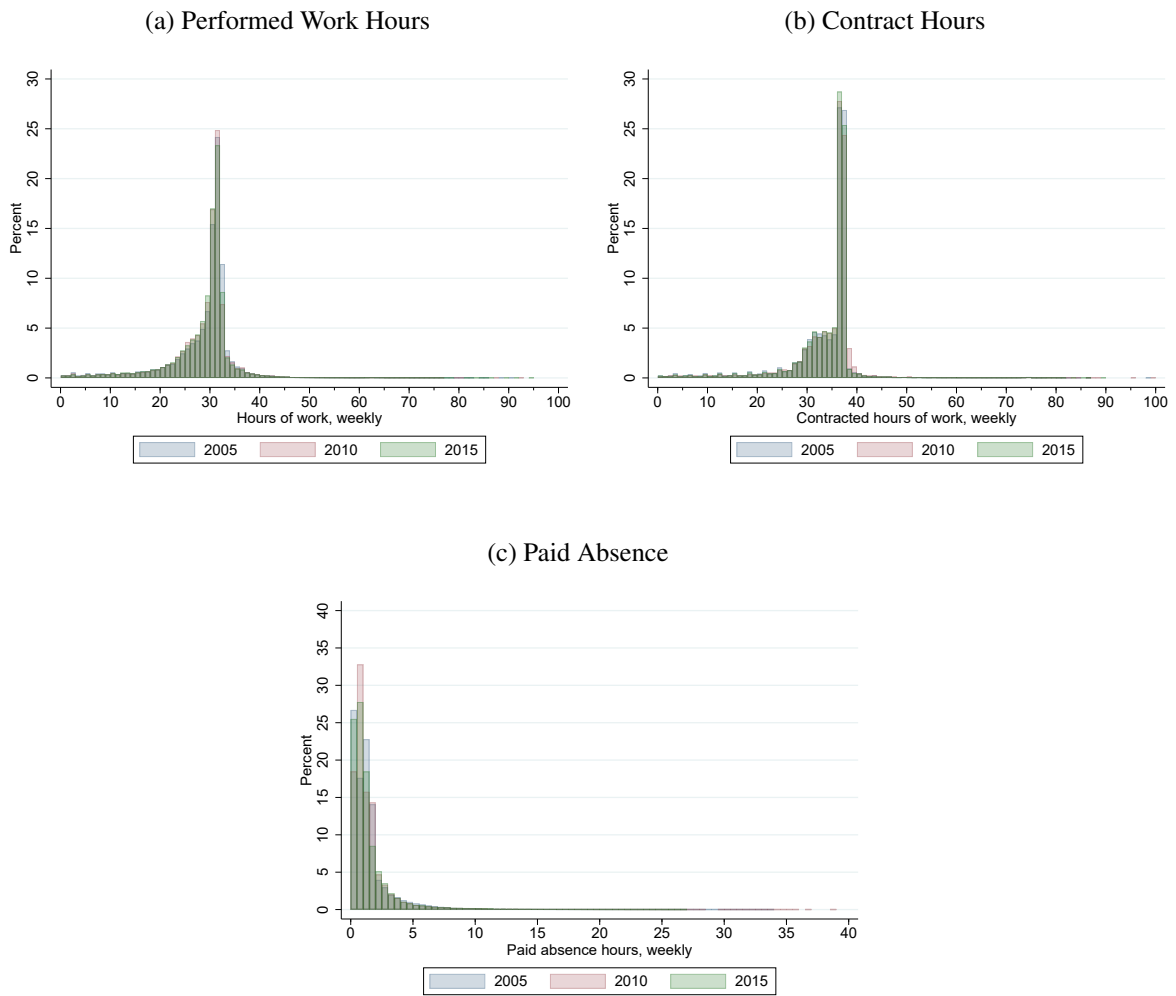 (a) Performed Work Hours
Percent
30
25
20
15
10
5
0
0 10 20 30 40 50 60 70 80 90 100
Hours of work, weekly
2005 2010 2015
(b) Contract Hours
Percent
30
25
20
15
10
5
0
0 10 20 30 40 50 60 70 80 90 100
Contracted hours of work, weekly
2005 2010 2015
(c) Paid Absence
Percent
40
35
30
25
20
15
10
5
0
0 5 10 15 20 25 30 35 40
Paid absence hours, weekly
2005 2010 2015